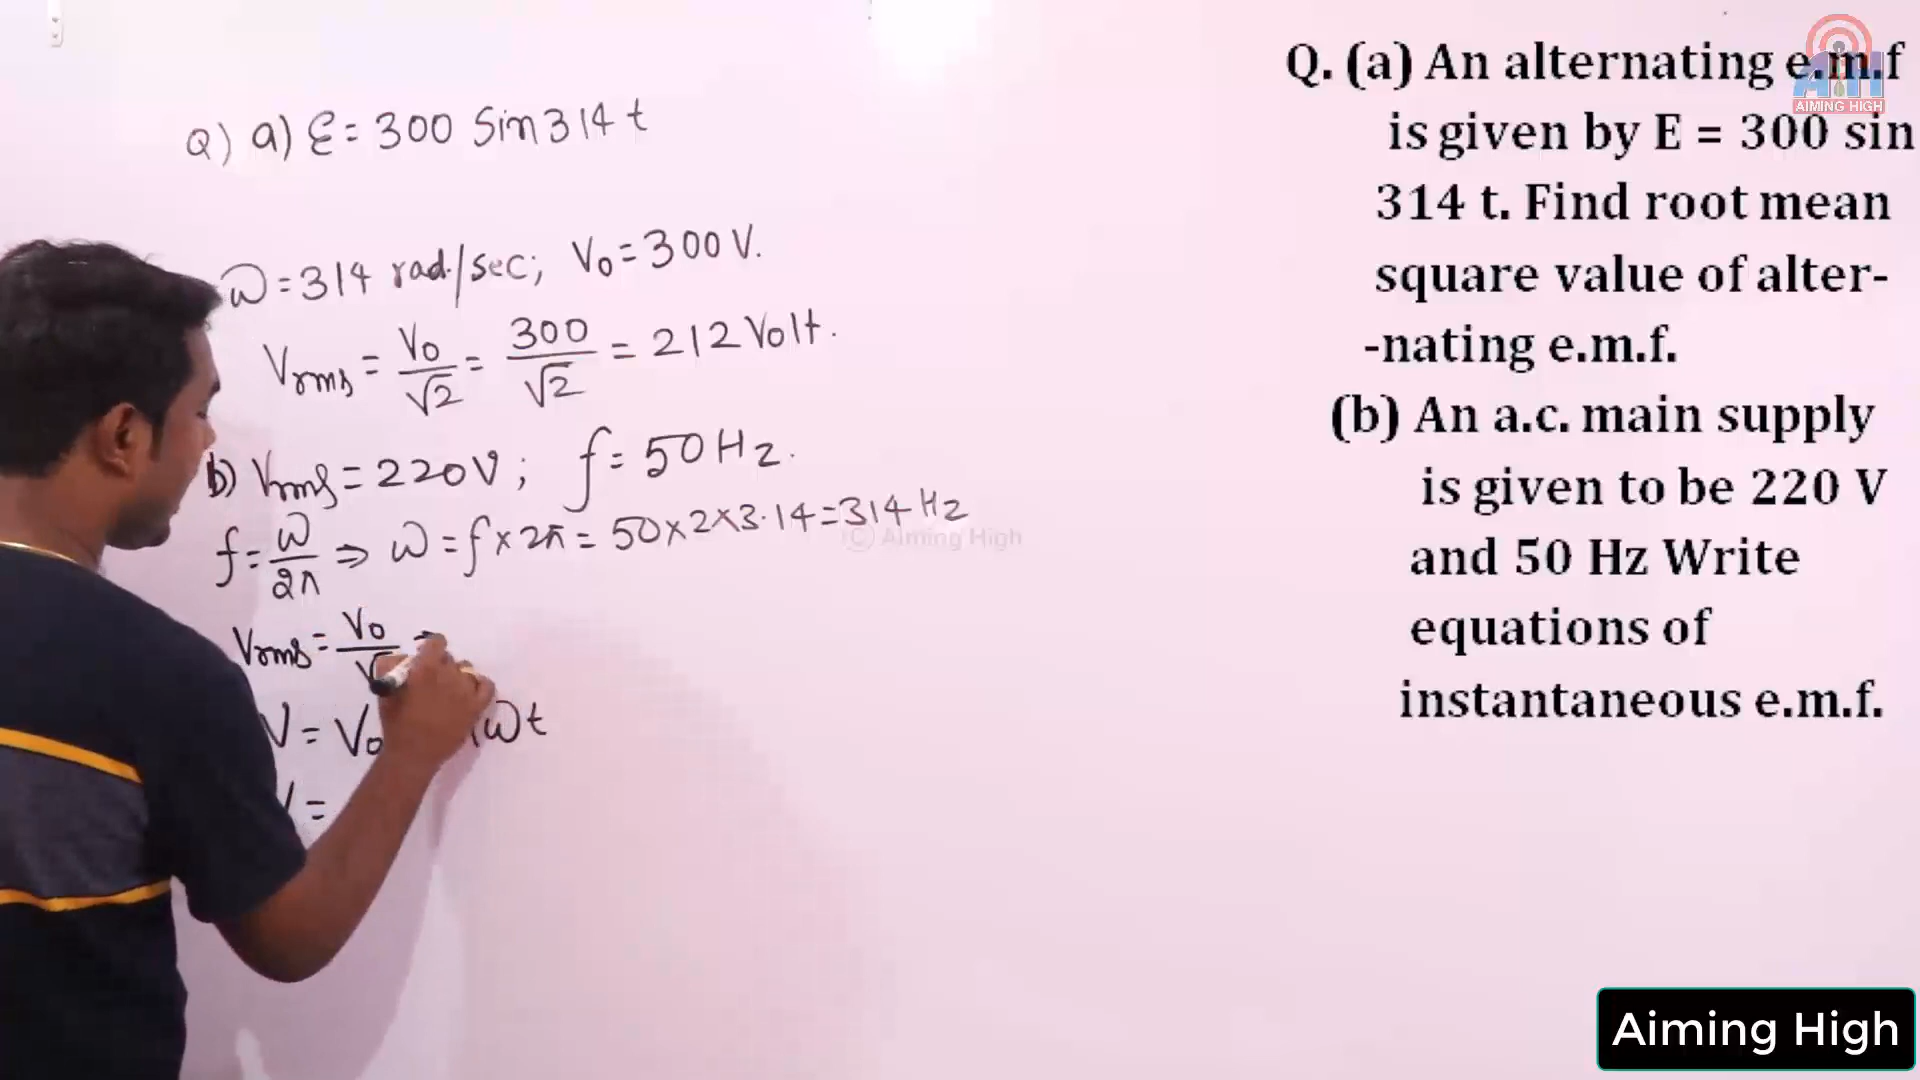 Q) a) ε = 300 Sin 314 t
ω = 314 rad/sec; V₀ = 300 V.
Vrms = V₀/√2 = 300/√2 = 212 Volt.
b) Vrms = 220V; f = 50 Hz.
f = ω/2π ⇒ ω = f × 2π = 50 × 2 × 3.14 = 314 Hz
Vrms = V₀/√
V = V₀ ωt
V =
Q. (a) An alternating e.m.f
is given by E = 300 sin
314 t. Find root mean
square value of alter-
-nating e.m.f.
(b) An a.c. main supply
is given to be 220 V
and 50 Hz Write
equations of
instantaneous e.m.f.
AIMING HIGH
© Aiming High
Aiming High